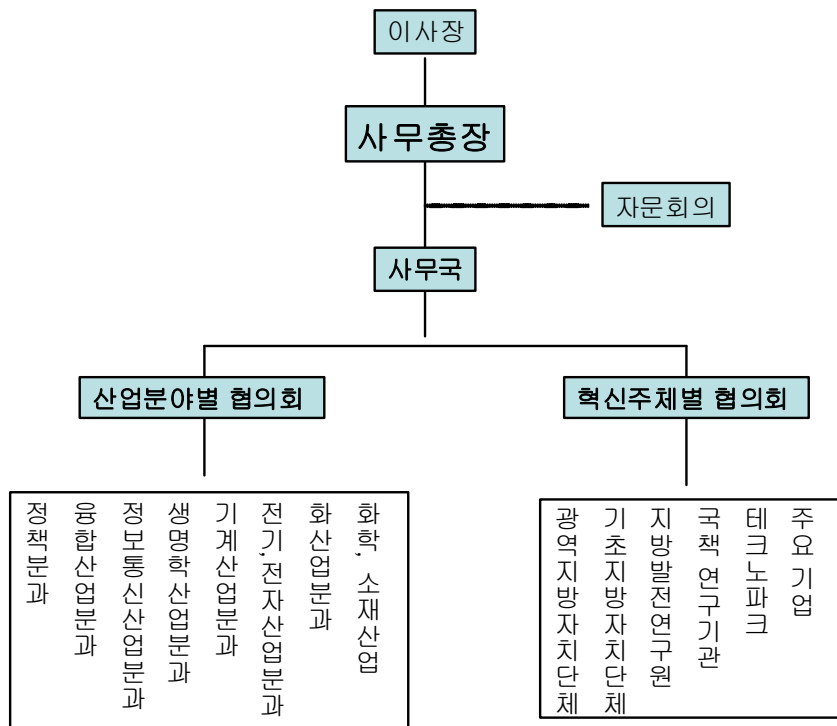 이사장
사무총장
자문회의
사무국
산업분야별 협의회
혁신주체별 협의회
정책분과
융합산업분과
정보통신산업분과
생명학산업분과
기계산업분과
전기,전자산업분과
화산업분과
화학, 소재산업
광역지방자치단체
기초지방자치단체
지방발전연구원
국책 연구기관
테크노파크
주요 기업